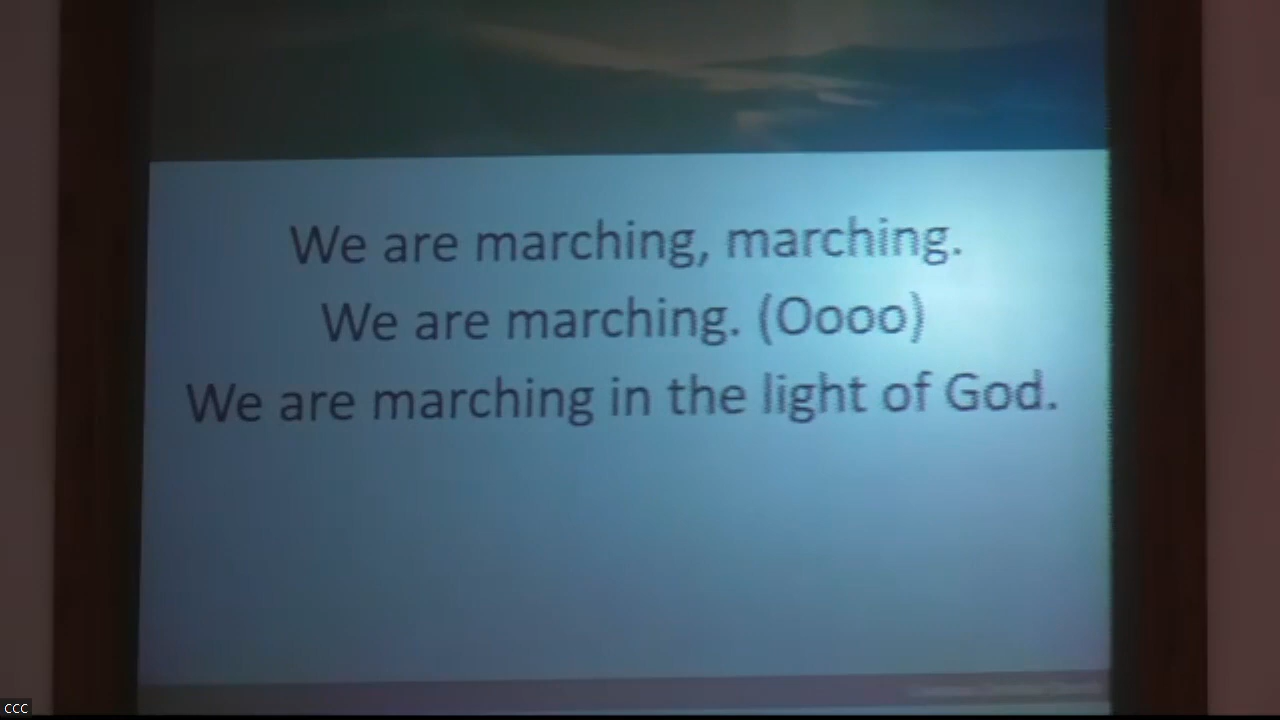 We are marching, marching.
We are marching. (Oooo)
We are marching in the light of God.
CCC